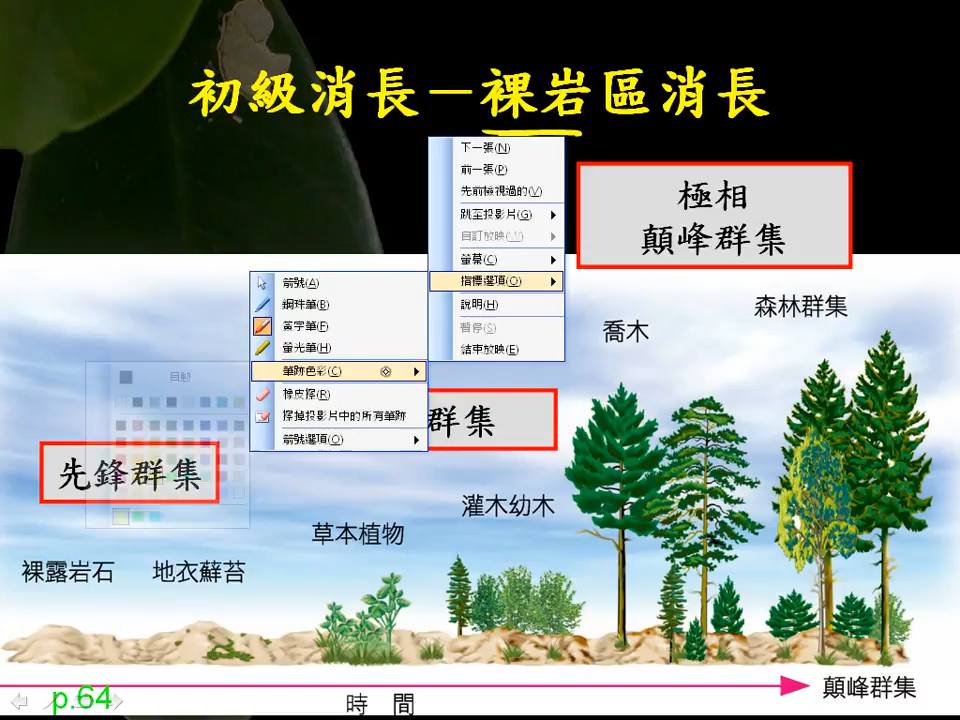 初級消長－裸岩區消長
下一張(N)
前一張(P)
先前檢視過的(V)
跳至投影片(G)
自訂放映(W)
螢幕(C)
指標選項(O)
說明(H)
暫停(S)
結束放映(E)
極相
顛峰群集
箭號(A)
鋼珠筆(B)
簽字筆(F)
螢光筆(H)
筆跡色彩(C)
橡皮擦(R)
擦掉投影片中的所有筆跡
箭號選項(O)
自動
群集
先鋒群集
森林群集
喬木
灌木幼木
草本植物
裸露岩石
地衣蘚苔
p.64
時 間
顛峰群集